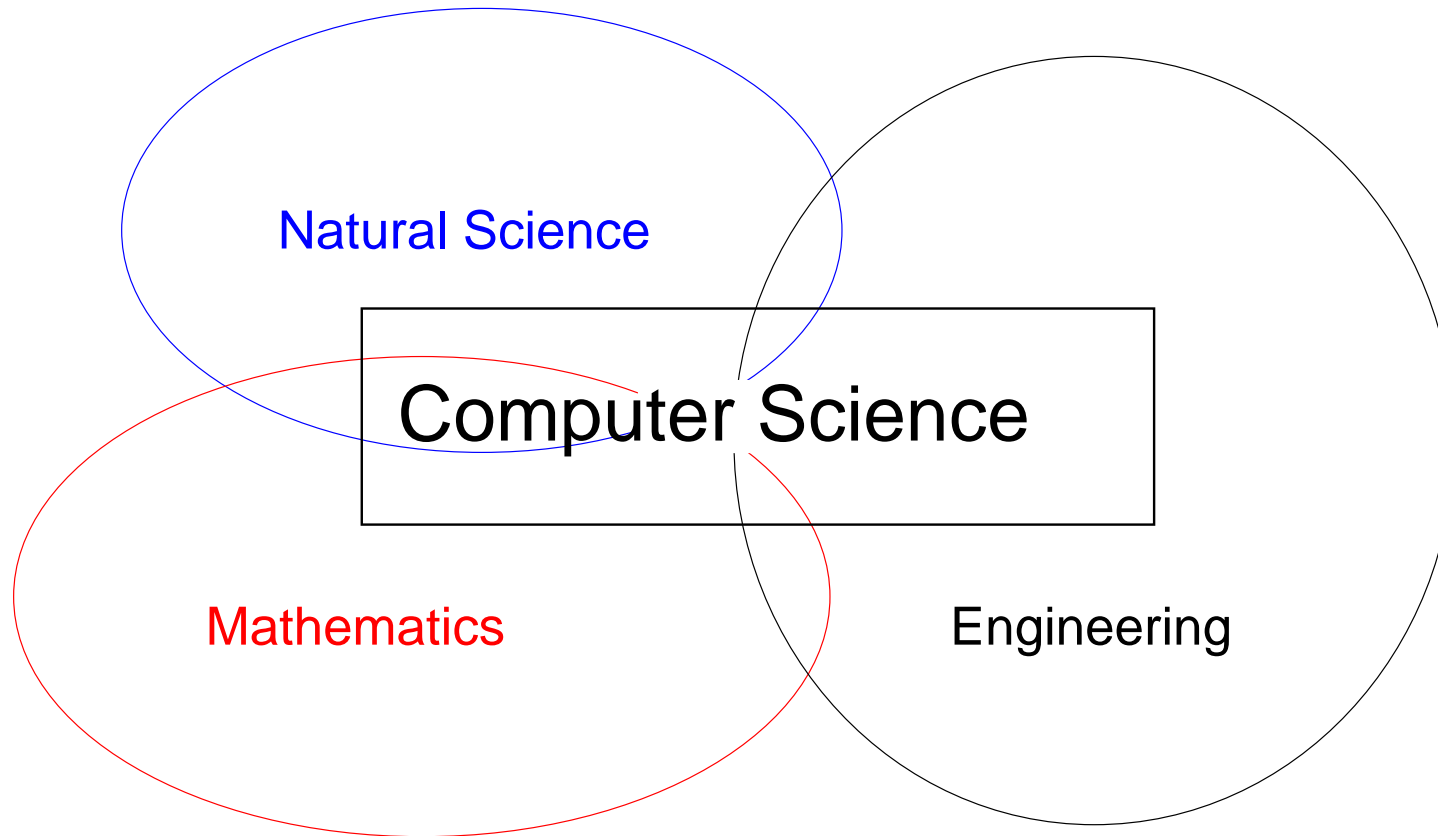 Natural Science
Computer Science
Mathematics
Engineering